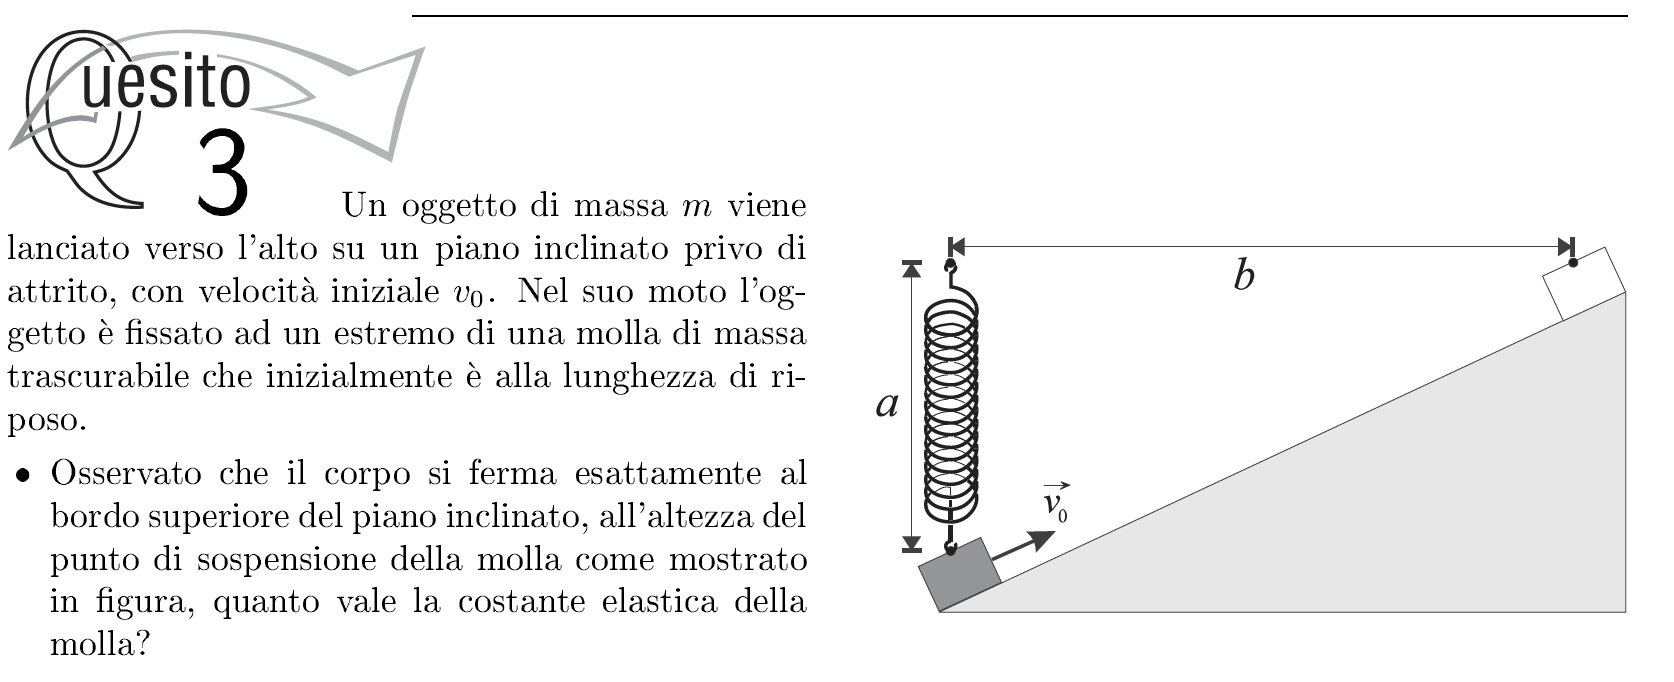 Quesito
3
Un oggetto di massa m viene
lanciato verso l'alto su un piano inclinato privo di
attrito, con velocità iniziale v₀. Nel suo moto l'og-
getto è fissato ad un estremo di una molla di massa
trascurabile che inizialmente è alla lunghezza di ri-
poso.
• Osservato che il corpo si ferma esattamente al
bordo superiore del piano inclinato, all'altezza del
punto di sospensione della molla come mostrato
in figura, quanto vale la costante elastica della
molla?
b
a
v₀